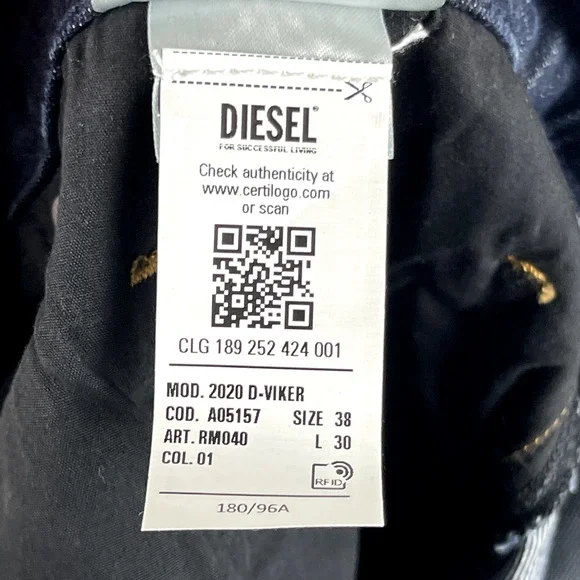 DIESEL®
FOR SUCCESSFUL LIVING
Check authenticity at
www.certilogo.com
or scan
CLG 189 252 424 001
MOD. 2020 D-VIKER
COD. A05157 SIZE 38
ART. RM040 L 30
COL. 01
RFID
180/96A